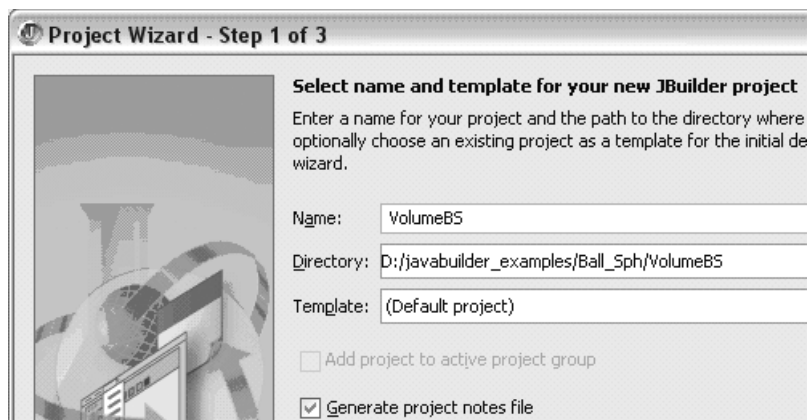 Project Wizard - Step 1 of 3
Select name and template for your new JBuilder project
Enter a name for your project and the path to the directory where
optionally choose an existing project as a template for the initial de
wizard.
Name: VolumeBS
Directory: D:/javabuilder_examples/Ball_Sph/VolumeBS
Template: (Default project)
Add project to active project group
Generate project notes file